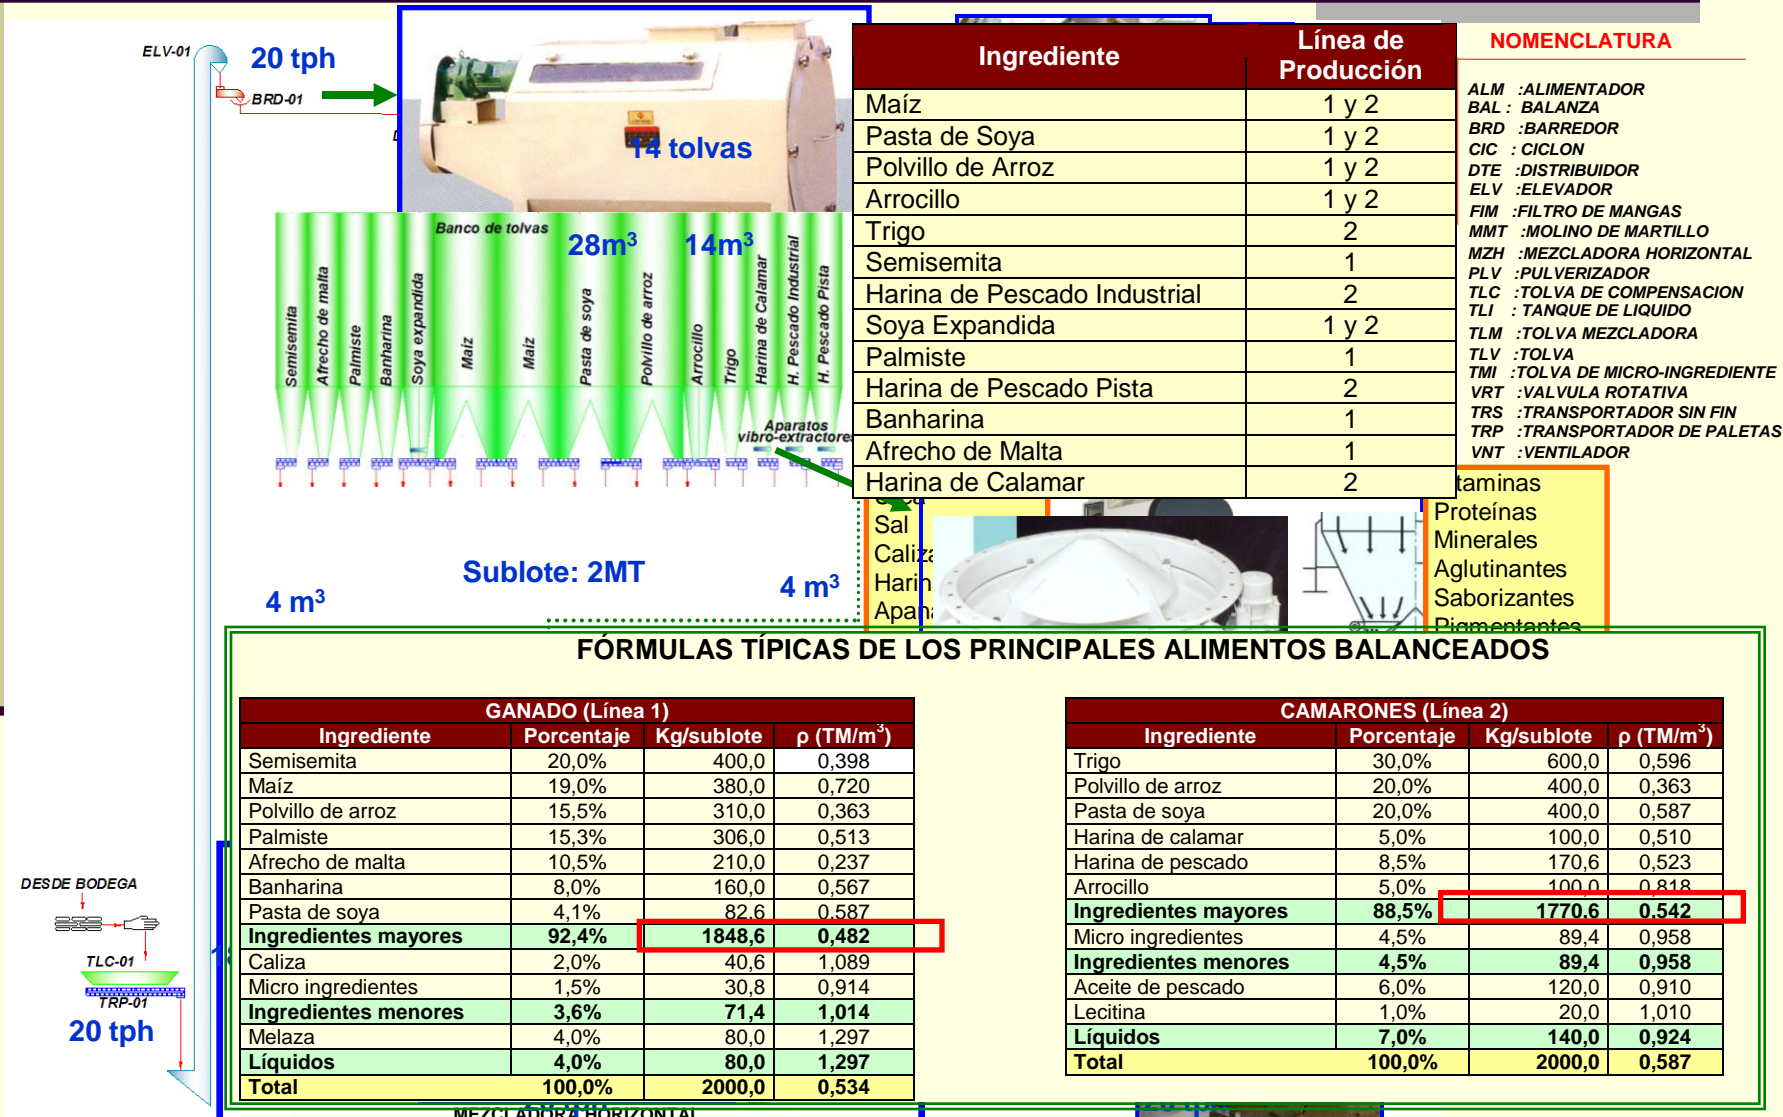 ELV-01
20 tph
BRD-01
14 tolvas
Banco de tolvas
28m³
14m³
Semisemita
Afrecho de malta
Palmiste
Banharina
Soya expandida
Maíz
Maíz
Pasta de soya
Polvillo de arroz
Arrocillo
Trigo
Harina de Calamar
H. Pescado Industrial
H. Pescado Pista
Aparatos
vibro-extractores
Ingrediente Línea de Producción
Maíz 1 y 2
Pasta de Soya 1 y 2
Polvillo de Arroz 1 y 2
Arrocillo 1 y 2
Trigo 2
Semisemita 1
Harina de Pescado Industrial 2
Soya Expandida 1 y 2
Palmiste 1
Harina de Pescado Pista 2
Banharina 1
Afrecho de Malta 1
Harina de Calamar 2
NOMENCLATURA
ALM :ALIMENTADOR
BAL : BALANZA
BRD :BARREDOR
CIC : CICLON
DTE :DISTRIBUIDOR
ELV :ELEVADOR
FIM :FILTRO DE MANGAS
MMT :MOLINO DE MARTILLO
MZH :MEZCLADORA HORIZONTAL
PLV :PULVERIZADOR
TLC :TOLVA DE COMPENSACION
TLI : TANQUE DE LIQUIDO
TLM :TOLVA MEZCLADORA
TLV :TOLVA
TMI :TOLVA DE MICRO-INGREDIENTE
VRT :VALVULA ROTATIVA
TRS :TRANSPORTADOR SIN FIN
TRP :TRANSPORTADOR DE PALETAS
VNT :VENTILADOR
Sal
Caliza
Harin
Apana
taminas
Proteínas
Minerales
Aglutinantes
Saborizantes
Pigmentantes
Sublote: 2MT
4 m³
4 m³
FÓRMULAS TÍPICAS DE LOS PRINCIPALES ALIMENTOS BALANCEADOS
GANADO (Línea 1)
Ingrediente Porcentaje Kg/sublote ρ (TM/m³)
Semisemita 20,0% 400,0 0,398
Maíz 19,0% 380,0 0,720
Polvillo de arroz 15,5% 310,0 0,363
Palmiste 15,3% 306,0 0,513
Afrecho de malta 10,5% 210,0 0,237
Banharina 8,0% 160,0 0,567
Pasta de soya 4,1% 82,6 0,587
Ingredientes mayores 92,4% 1848,6 0,482
Caliza 2,0% 40,6 1,089
Micro ingredientes 1,5% 30,8 0,914
Ingredientes menores 3,6% 71,4 1,014
Melaza 4,0% 80,0 1,297
Líquidos 4,0% 80,0 1,297
Total 100,0% 2000,0 0,534
CAMARONES (Línea 2)
Ingrediente Porcentaje Kg/sublote ρ (TM/m³)
Trigo 30,0% 600,0 0,596
Polvillo de arroz 20,0% 400,0 0,363
Pasta de soya 20,0% 400,0 0,587
Harina de calamar 5,0% 100,0 0,510
Harina de pescado 8,5% 170,6 0,523
Arrocillo 5,0% 100,0 0,818
Ingredientes mayores 88,5% 1770,6 0,542
Micro ingredientes 4,5% 89,4 0,958
Ingredientes menores 4,5% 89,4 0,958
Aceite de pescado 6,0% 120,0 0,910
Lecitina 1,0% 20,0 1,010
Líquidos 7,0% 140,0 0,924
Total 100,0% 2000,0 0,587
DESDE BODEGA
TLC-01
TRP-01
20 tph
MEZCLADORA HORIZONTAL
20 tph